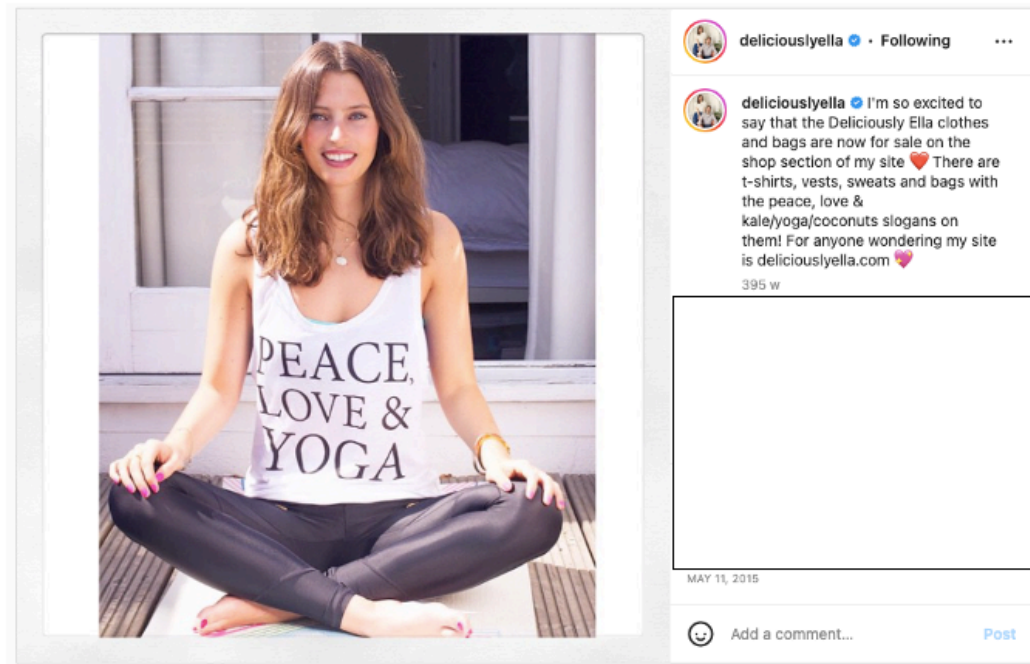 PEACE,
LOVE &
YOGA
deliciouslyella • Following
deliciouslyella I'm so excited to
say that the Deliciously Ella clothes
and bags are now for sale on the
shop section of my site ❤️ There are
t-shirts, vests, sweats and bags with
the peace, love &
kale/yoga/coconuts slogans on
them! For anyone wondering my site
is deliciouslyella.com 💖
395 w
MAY 11, 2015
Add a comment...
Post